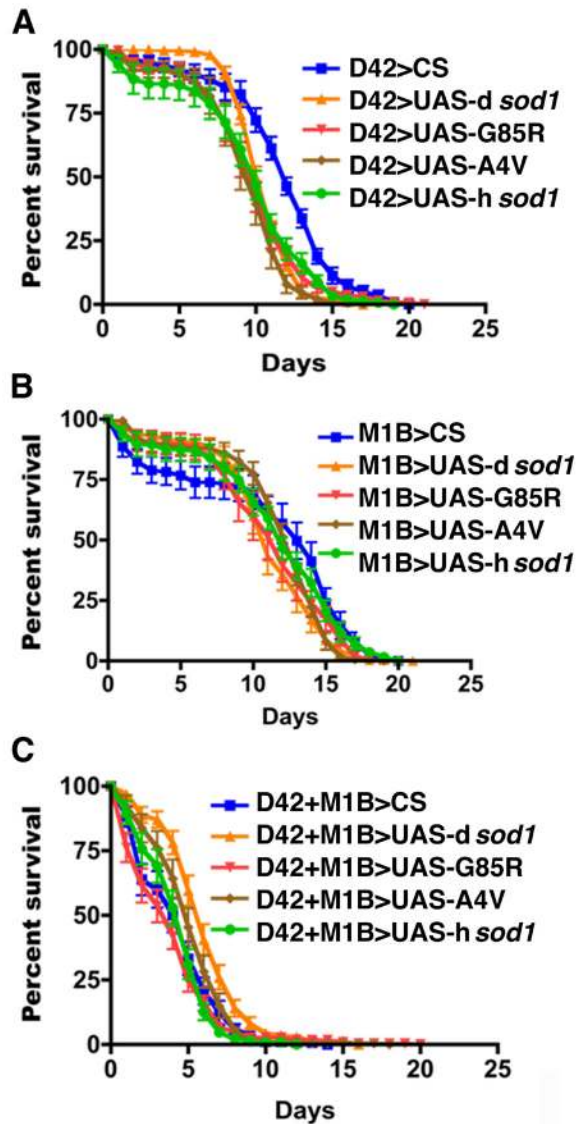 A
Percent survival
100
75
50
25
0
D42>CS
D42>UAS-d sod1
D42>UAS-G85R
D42>UAS-A4V
D42>UAS-h sod1
0 5 10 15 20 25
Days
B
Percent survival
100
75
50
25
0
M1B>CS
M1B>UAS-d sod1
M1B>UAS-G85R
M1B>UAS-A4V
M1B>UAS-h sod1
0 5 10 15 20 25
Days
C
Percent survival
100
75
50
25
0
D42+M1B>CS
D42+M1B>UAS-d sod1
D42+M1B>UAS-G85R
D42+M1B>UAS-A4V
D42+M1B>UAS-h sod1
0 5 10 15 20 25
Days